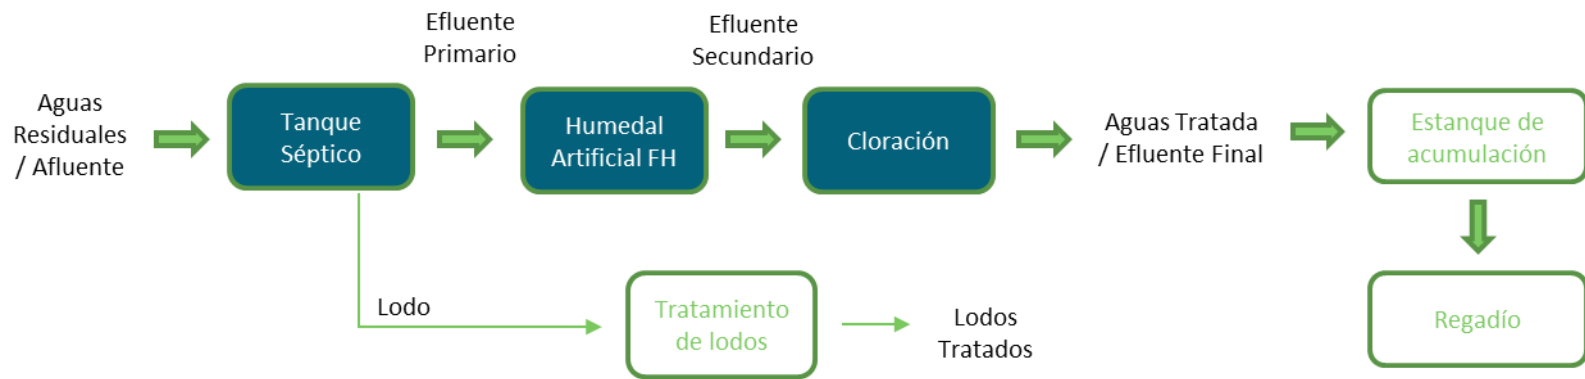 Aguas
Residuales
/ Afluente
Tanque
Séptico
Efluente
Primario
Humedal
Artificial FH
Efluente
Secundario
Cloración
Aguas Tratada
/ Efluente Final
Estanque de
acumulación
Regadío
Lodo
Tratamiento
de lodos
Lodos
Tratados